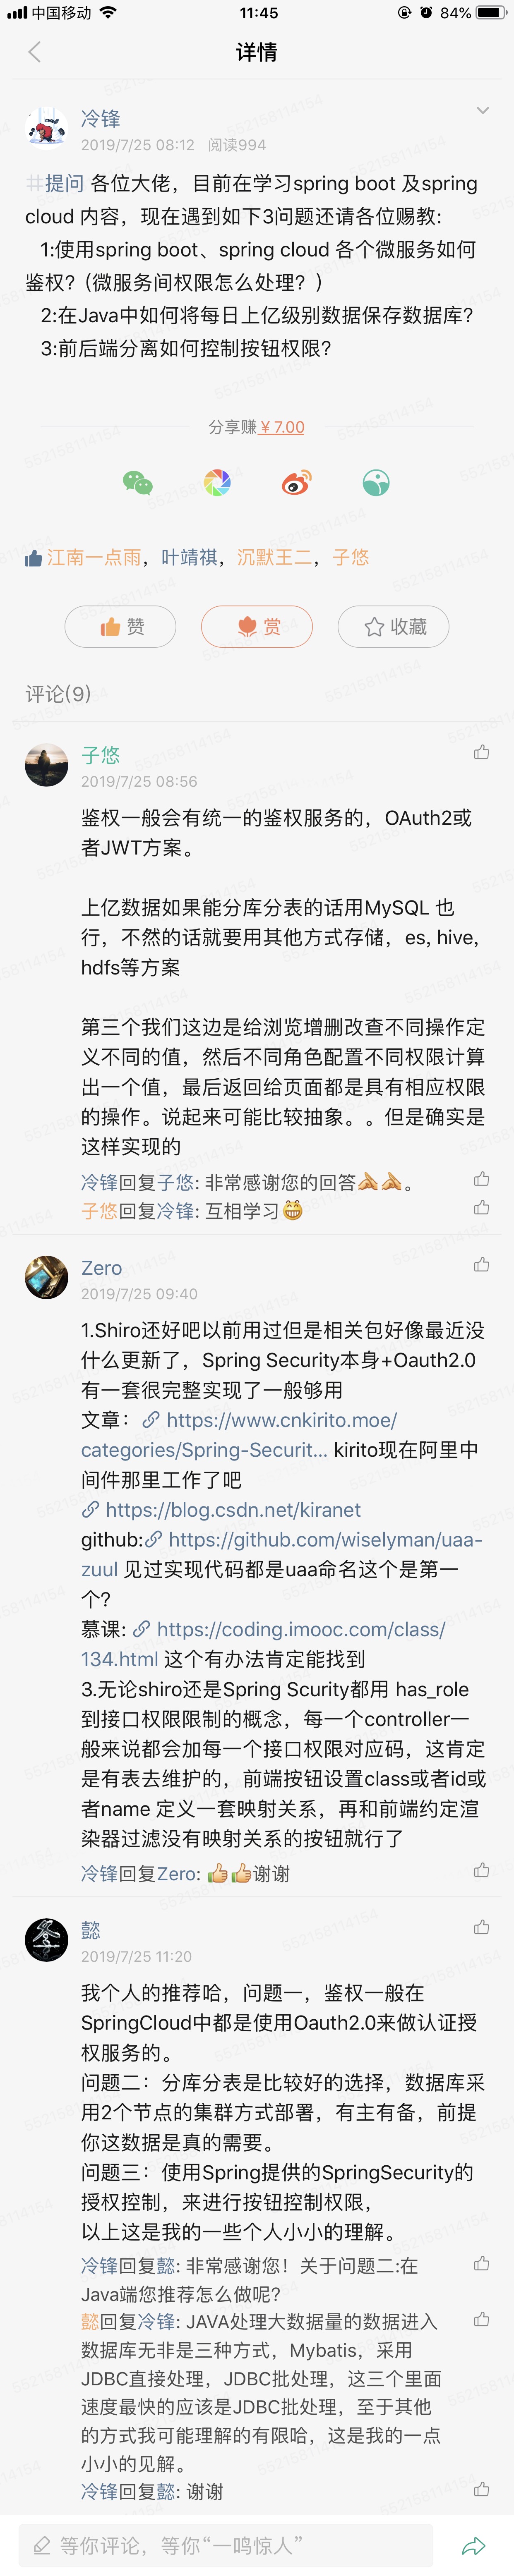 中国移动
11:45
84%
详情
冷锋
2019/7/25 08:12 阅读994
#提问 各位大佬，目前在学习spring boot 及spring
cloud 内容，现在遇到如下3问题还请各位赐教:
1:使用spring boot、spring cloud 各个微服务如何
鉴权?（微服务间权限怎么处理？）
2:在Java中如何将每日上亿级别数据保存数据库?
3:前后端分离如何控制按钮权限?
分享赚￥7.00
江南一点雨，叶靖祺，沉默王二，子悠
赞
赏
收藏
评论(9)
子悠
2019/7/25 08:56
鉴权一般会有统一的鉴权服务的，OAuth2或
者JWT方案。
上亿数据如果能分库分表的话用MySQL 也
行，不然的话就要用其他方式存储，es, hive,
hdfs等方案
第三个我们这边是给浏览增删改查不同操作定
义不同的值，然后不同角色配置不同权限计算
出一个值，最后返回给页面都是具有相应权限
的操作。说起来可能比较抽象。。但是确实是
这样实现的
冷锋回复子悠: 非常感谢您的回答🙏🙏。
子悠回复冷锋: 互相学习😁
Zero
2019/7/25 09:40
1.Shiro还好吧以前用过但是相关包好像最近没
什么更新了，Spring Security本身+Oauth2.0
有一套很完整实现了一般够用
文章： https://www.cnkirito.moe/
categories/Spring-Securit... kirito现在阿里中
间件那里工作了吧
https://blog.csdn.net/kiranet
github: https://github.com/wiselyman/uaa-
zuul 见过实现代码都是uaa命名这个是第一
个?
慕课: https://coding.imooc.com/class/
134.html 这个有办法肯定能找到
3.无论shiro还是Spring Scurity都用 has_role
到接口权限限制的概念，每一个controller一
般来说都会加每一个接口权限对应码，这肯定
是有表去维护的，前端按钮设置class或者id或
者name 定义一套映射关系，再和前端约定渲
染器过滤没有映射关系的按钮就行了
冷锋回复Zero: 👍👍谢谢
懿
2019/7/25 11:20
我个人的推荐哈，问题一，鉴权一般在
SpringCloud中都是使用Oauth2.0来做认证授
权服务的。
问题二：分库分表是比较好的选择，数据库采
用2个节点的集群方式部署，有主有备，前提
你这数据是真的需要。
问题三：使用Spring提供的SpringSecurity的
授权控制，来进行按钮控制权限，
以上这是我的一些个人小小的理解。
冷锋回复懿: 非常感谢您！关于问题二:在
Java端您推荐怎么做呢?
懿回复冷锋: JAVA处理大数据量的数据进入
数据库无非是三种方式，Mybatis，采用
JDBC直接处理，JDBC批处理，这三个里面
速度最快的应该是JDBC批处理，至于其他
的方式我可能理解的有限哈，这是我的一点
小小的见解。
冷锋回复懿: 谢谢
等你评论，等你“一鸣惊人”